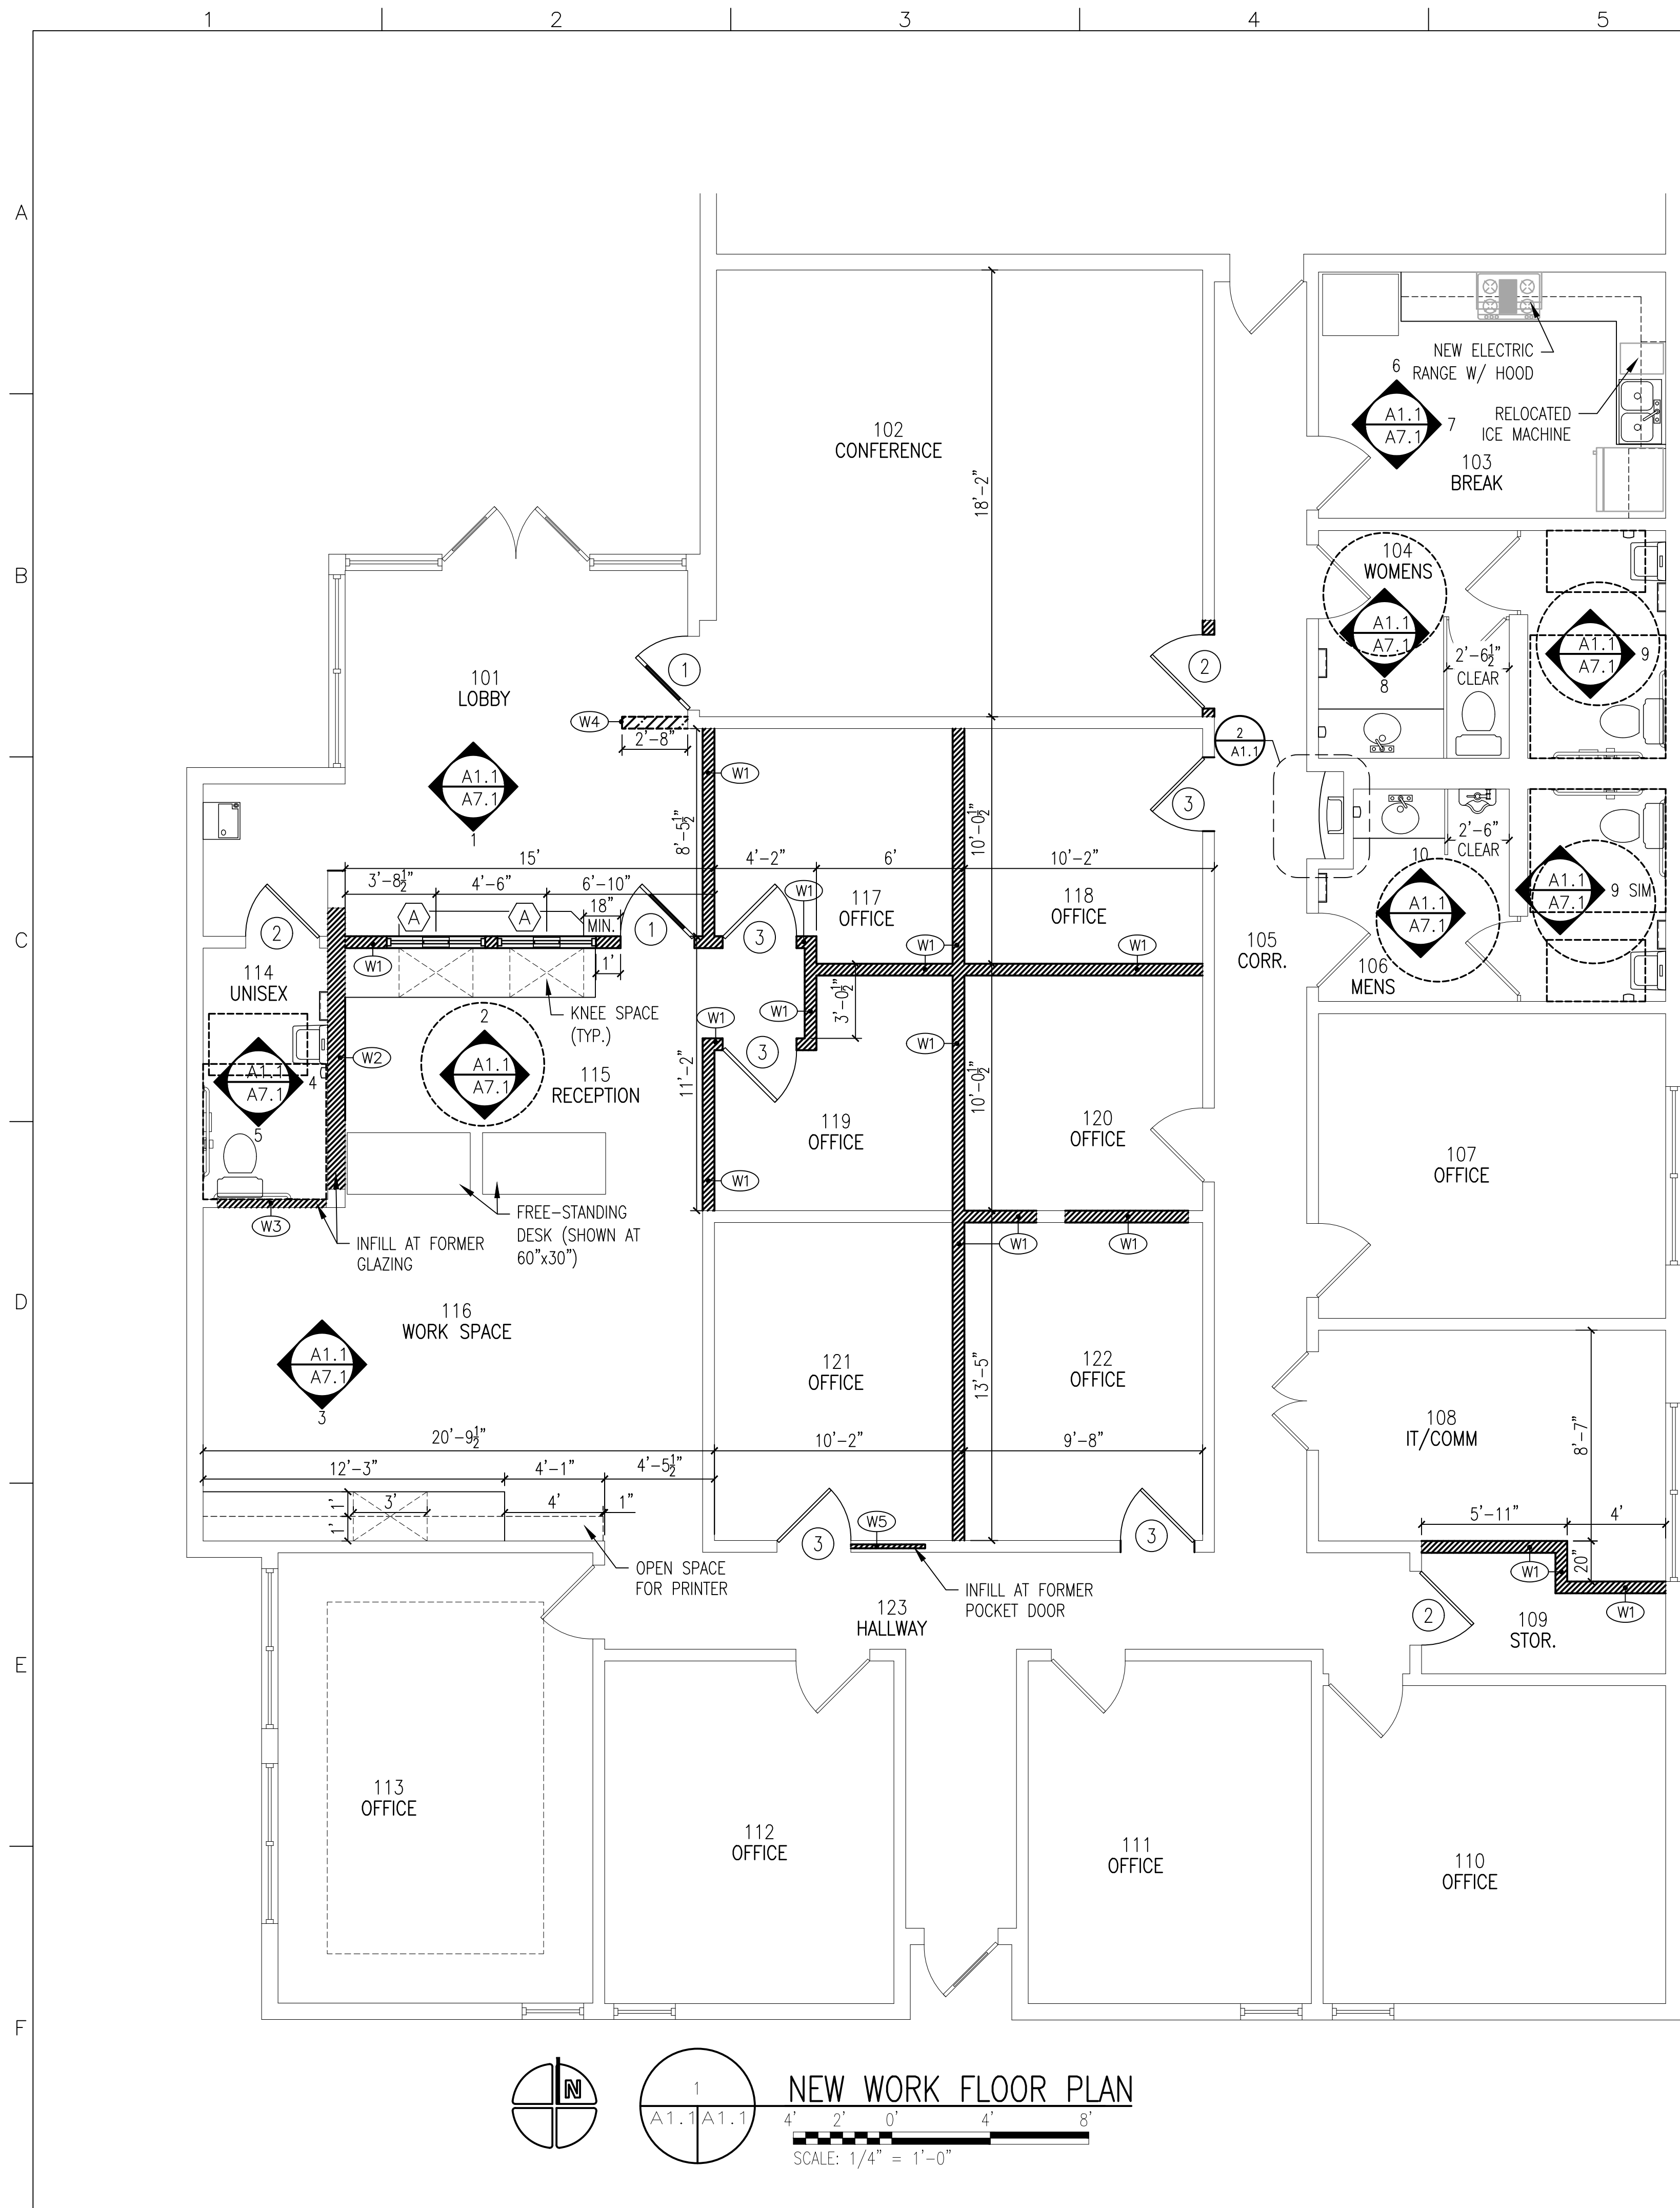 1
2
3
4
5
A
B
C
D
E
F
NEW ELECTRIC
RANGE W/ HOOD
6
A1.1
A7.1
7
RELOCATED
ICE MACHINE
103
BREAK
102
CONFERENCE
18'-2"
104
WOMENS
A1.1
A7.1
8
2'-6½"
CLEAR
A1.1
A7.1
9
101
LOBBY
1
2
W4
2'-8"
2
A1.1
W1
A1.1
A7.1
1
3
8'-5½"
10'-0½"
2'-6"
CLEAR
15'
4'-2"
6'
10'-2"
10
3'-8½"
4'-6"
6'-10"
W1
A1.1
A7.1
9 SIM
18"
MIN.
117
OFFICE
118
OFFICE
A
A
1
3
2
A1.1
A7.1
W1
W1
W1
105
CORR.
1'
114
UNISEX
106
MENS
KNEE SPACE
(TYP.)
W1
W1
3'-0½"
2
A1.1
A7.1
3
W1
W2
A1.1
A7.1
4
5
115
RECEPTION
11'-2"
10'-0½"
119
OFFICE
120
OFFICE
107
OFFICE
W1
W3
FREE-STANDING
DESK (SHOWN AT
60"x30")
INFILL AT FORMER
GLAZING
W1
W1
116
WORK SPACE
A1.1
A7.1
3
121
OFFICE
122
OFFICE
13'-5"
108
IT/COMM
8'-7"
20'-9½"
10'-2"
9'-8"
12'-3"
4'-1"
4'-5½"
1'
1'
3'
4'
1"
5'-11"
4'
W5
3
3
20"
W1
W1
OPEN SPACE
FOR PRINTER
INFILL AT FORMER
POCKET DOOR
123
HALLWAY
2
109
STOR.
113
OFFICE
112
OFFICE
111
OFFICE
110
OFFICE
N
1
A1.1 A1.1
NEW WORK FLOOR PLAN
4' 2' 0' 4' 8'
SCALE: 1/4" = 1'-0"